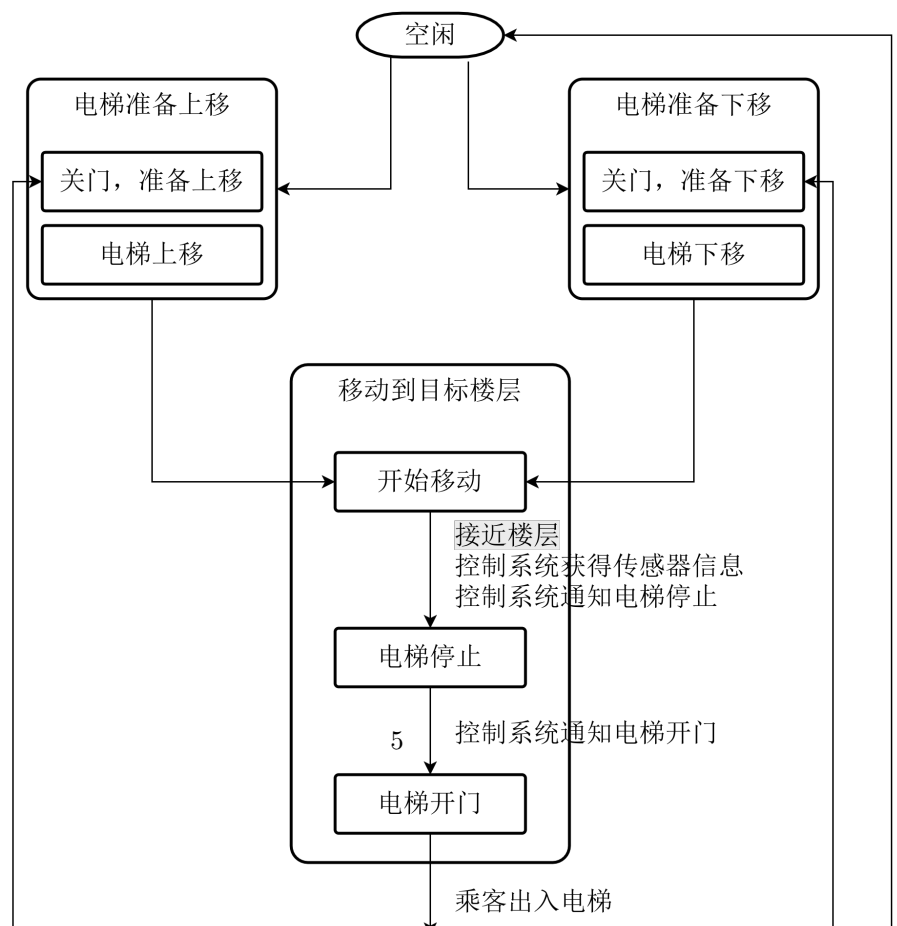 空闲
电梯准备上移
电梯准备下移
关门，准备上移
关门，准备下移
电梯上移
电梯下移
移动到目标楼层
开始移动
接近楼层
控制系统获得传感器信息
控制系统通知电梯停止
电梯停止
5
控制系统通知电梯开门
电梯开门
乘客出入电梯